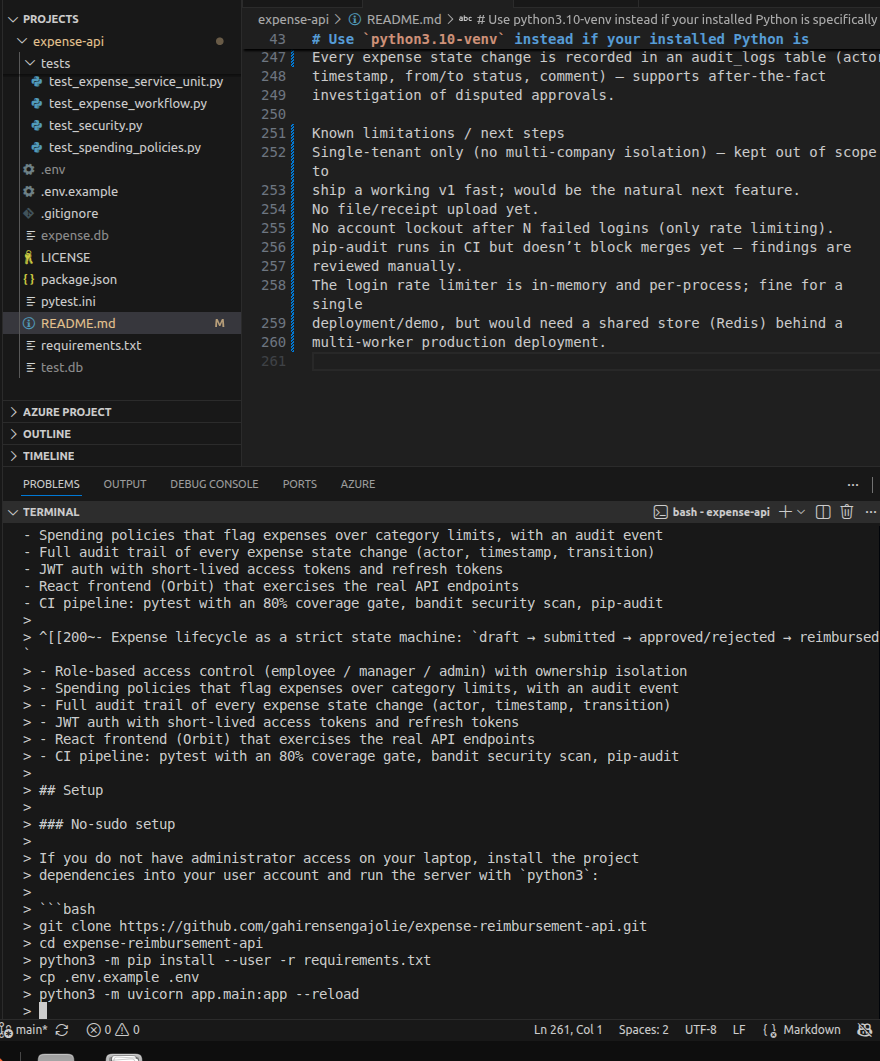 PROJECTS
expense-api
tests
test_expense_service_unit.py
test_expense_workflow.py
test_security.py
test_spending_policies.py
.env
.env.example
.gitignore
expense.db
LICENSE
{} package.json
pytest.ini
README.md M
requirements.txt
test.db
AZURE PROJECT
OUTLINE
TIMELINE
expense-api > README.md > abc # Use python3.10-venv instead if your installed Python is specifically
43 # Use `python3.10-venv` instead if your installed Python is
247 Every expense state change is recorded in an audit_logs table (actor
248 timestamp, from/to status, comment) — supports after-the-fact
249 investigation of disputed approvals.
250
251 Known limitations / next steps
252 Single-tenant only (no multi-company isolation) — kept out of scope
to
253 ship a working v1 fast; would be the natural next feature.
254 No file/receipt upload yet.
255 No account lockout after N failed logins (only rate limiting).
256 pip-audit runs in CI but doesn’t block merges yet — findings are
257 reviewed manually.
258 The login rate limiter is in-memory and per-process; fine for a
single
259 deployment/demo, but would need a shared store (Redis) behind a
260 multi-worker production deployment.
261
PROBLEMS OUTPUT DEBUG CONSOLE PORTS AZURE ...
TERMINAL bash - expense-api ...
- Spending policies that flag expenses over category limits, with an audit event
- Full audit trail of every expense state change (actor, timestamp, transition)
- JWT auth with short-lived access tokens and refresh tokens
- React frontend (Orbit) that exercises the real API endpoints
- CI pipeline: pytest with an 80% coverage gate, bandit security scan, pip-audit
>
> ^[[200~- Expense lifecycle as a strict state machine: `draft → submitted → approved/rejected → reimbursed
`
> - Role-based access control (employee / manager / admin) with ownership isolation
> - Spending policies that flag expenses over category limits, with an audit event
> - Full audit trail of every expense state change (actor, timestamp, transition)
> - JWT auth with short-lived access tokens and refresh tokens
> - React frontend (Orbit) that exercises the real API endpoints
> - CI pipeline: pytest with an 80% coverage gate, bandit security scan, pip-audit
>
> ## Setup
>
> ### No-sudo setup
>
> If you do not have administrator access on your laptop, install the project
> dependencies into your user account and run the server with `python3`:
>
> ```bash
> git clone https://github.com/gahirensengajolie/expense-reimbursement-api.git
> cd expense-reimbursement-api
> python3 -m pip install --user -r requirements.txt
> cp .env.example .env
> python3 -m uvicorn app.main:app --reload
>
main* 0 0 Ln 261, Col 1 Spaces: 2 UTF-8 LF {} Markdown